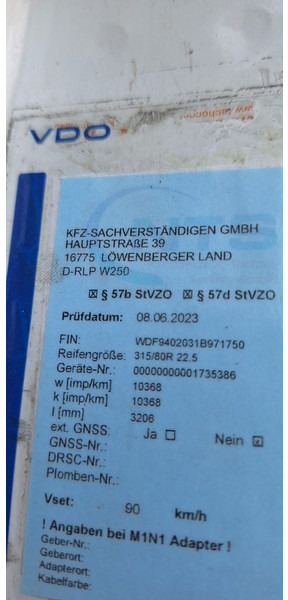 VDO
KFZ-SACHVERSTÄNDIGEN GMBH
HAUPTSTRAßE 39
16775 LÖWENBERGER LAND
D-RLP W250
☒ § 57b StVZO ☒ § 57d StVZO
Prüfdatum: 08.06.2023
FIN: WDF9402031B971750
Reifengröße: 315/80R 22.5
Geräte-Nr.: 00000000001735386
w [imp/km] 10368
k [imp/km] 10368
l [mm] 3206
ext. GNSS: Ja ☐ Nein ☒
GNSS-Nr.:
DRSC-Nr.:
Plomben-Nr.:
Vset: 90 km/h
! Angaben bei M1N1 Adapter !
Geber-Nr.:
Geberort:
Adapterort:
Kabelfarbe: